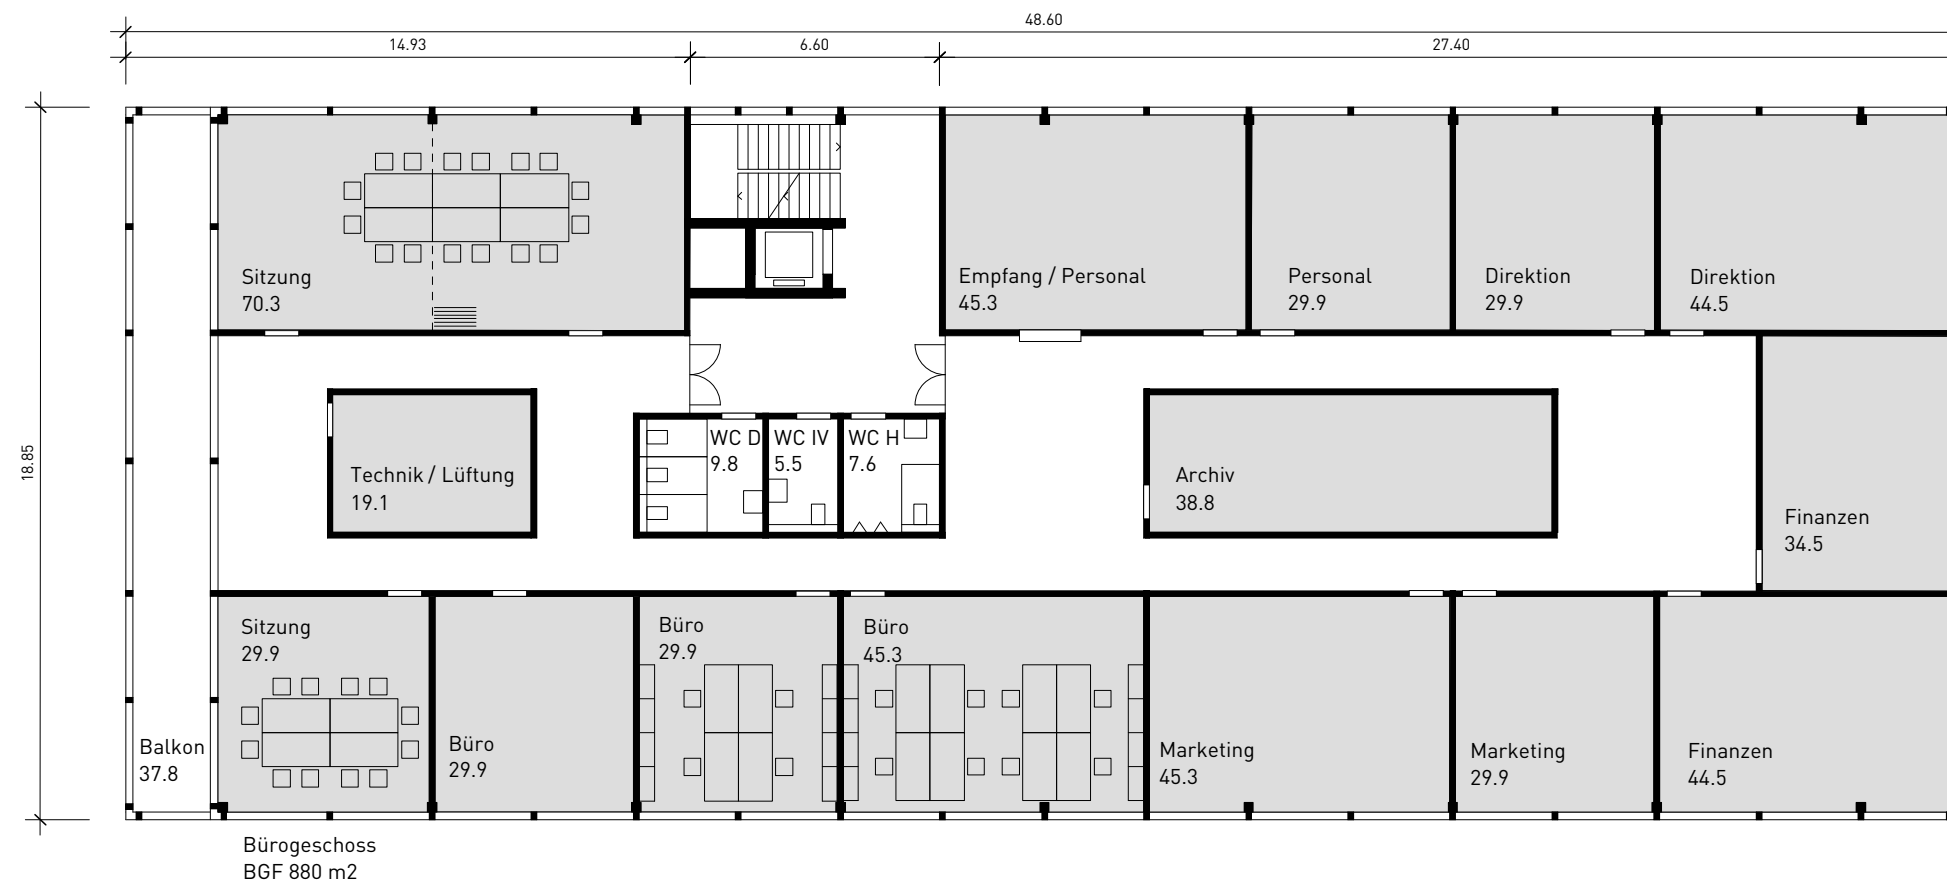 48.60
14.93
6.60
27.40
18.85
Sitzung
70.3
Empfang / Personal
45.3
Personal
29.9
Direktion
29.9
Direktion
44.5
Technik / Lüftung
19.1
WC D
9.8
WC IV
5.5
WC H
7.6
Archiv
38.8
Finanzen
34.5
Sitzung
29.9
Büro
29.9
Büro
29.9
Büro
45.3
Marketing
45.3
Marketing
29.9
Finanzen
44.5
Balkon
37.8
Bürogeschoss
BGF 880 m2